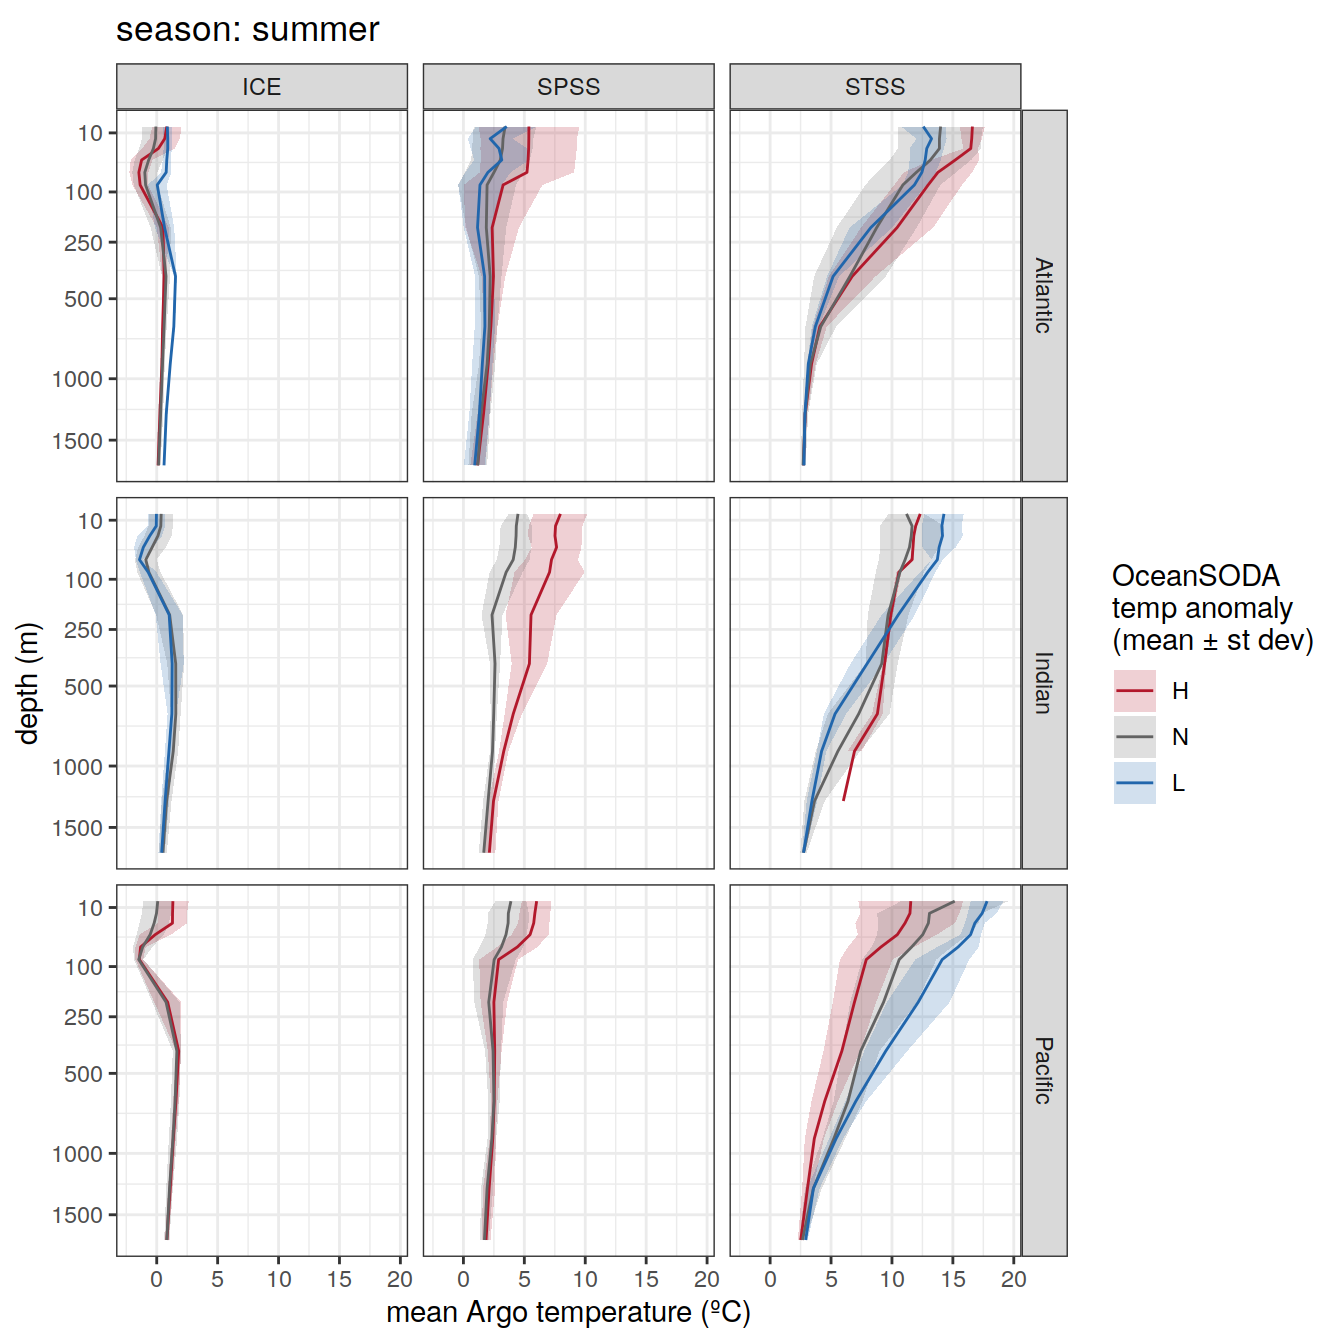 season: summer
ICE
SPSS
STSS
10
100
250
500
1000
1500
Atlantic
10
100
250
500
1000
1500
Indian
10
100
250
500
1000
1500
Pacific
depth (m)
0 5 10 15 20
0 5 10 15 20
0 5 10 15 20
mean Argo temperature (ºC)
OceanSODA
temp anomaly
(mean ± st dev)
H
N
L